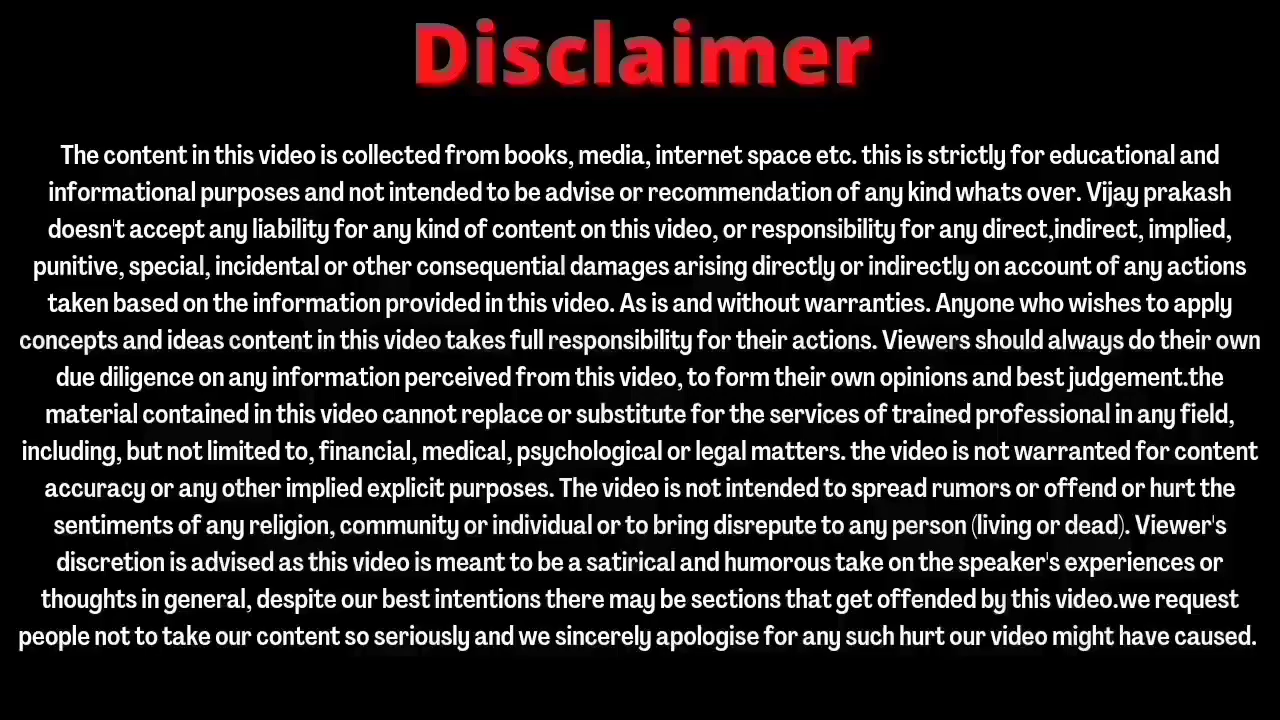 Disclaimer
The content in this video is collected from books, media, internet space etc. this is strictly for educational and
informational purposes and not intended to be advise or recommendation of any kind whats over. Vijay prakash
doesn't accept any liability for any kind of content on this video, or responsibility for any direct,indirect, implied,
punitive, special, incidental or other consequential damages arising directly or indirectly on account of any actions
taken based on the information provided in this video. As is and without warranties. Anyone who wishes to apply
concepts and ideas content in this video takes full responsibility for their actions. Viewers should always do their own
due diligence on any information perceived from this video, to form their own opinions and best judgement.the
material contained in this video cannot replace or substitute for the services of trained professional in any field,
including, but not limited to, financial, medical, psychological or legal matters. the video is not warranted for content
accuracy or any other implied explicit purposes. The video is not intended to spread rumors or offend or hurt the
sentiments of any religion, community or individual or to bring disrepute to any person (living or dead). Viewer's
discretion is advised as this video is meant to be a satirical and humorous take on the speaker's experiences or
thoughts in general, despite our best intentions there may be sections that get offended by this video.we request
people not to take our content so seriously and we sincerely apologise for any such hurt our video might have caused.